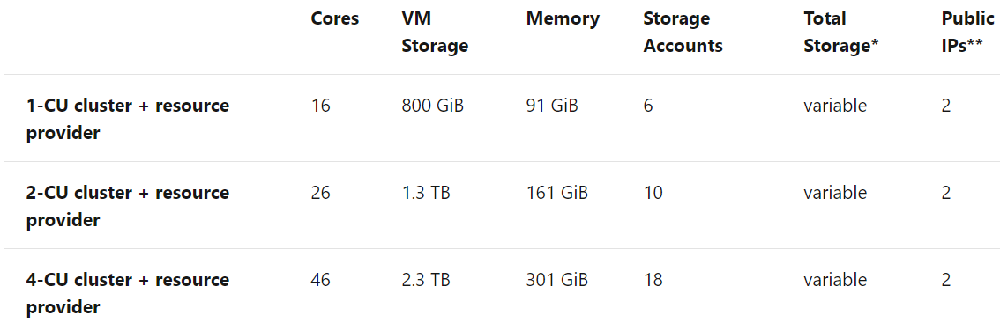 Cores VM Storage Memory Storage Accounts Total Storage* Public IPs**
1-CU cluster + resource provider 16 800 GiB 91 GiB 6 variable 2
2-CU cluster + resource provider 26 1.3 TB 161 GiB 10 variable 2
4-CU cluster + resource provider 46 2.3 TB 301 GiB 18 variable 2